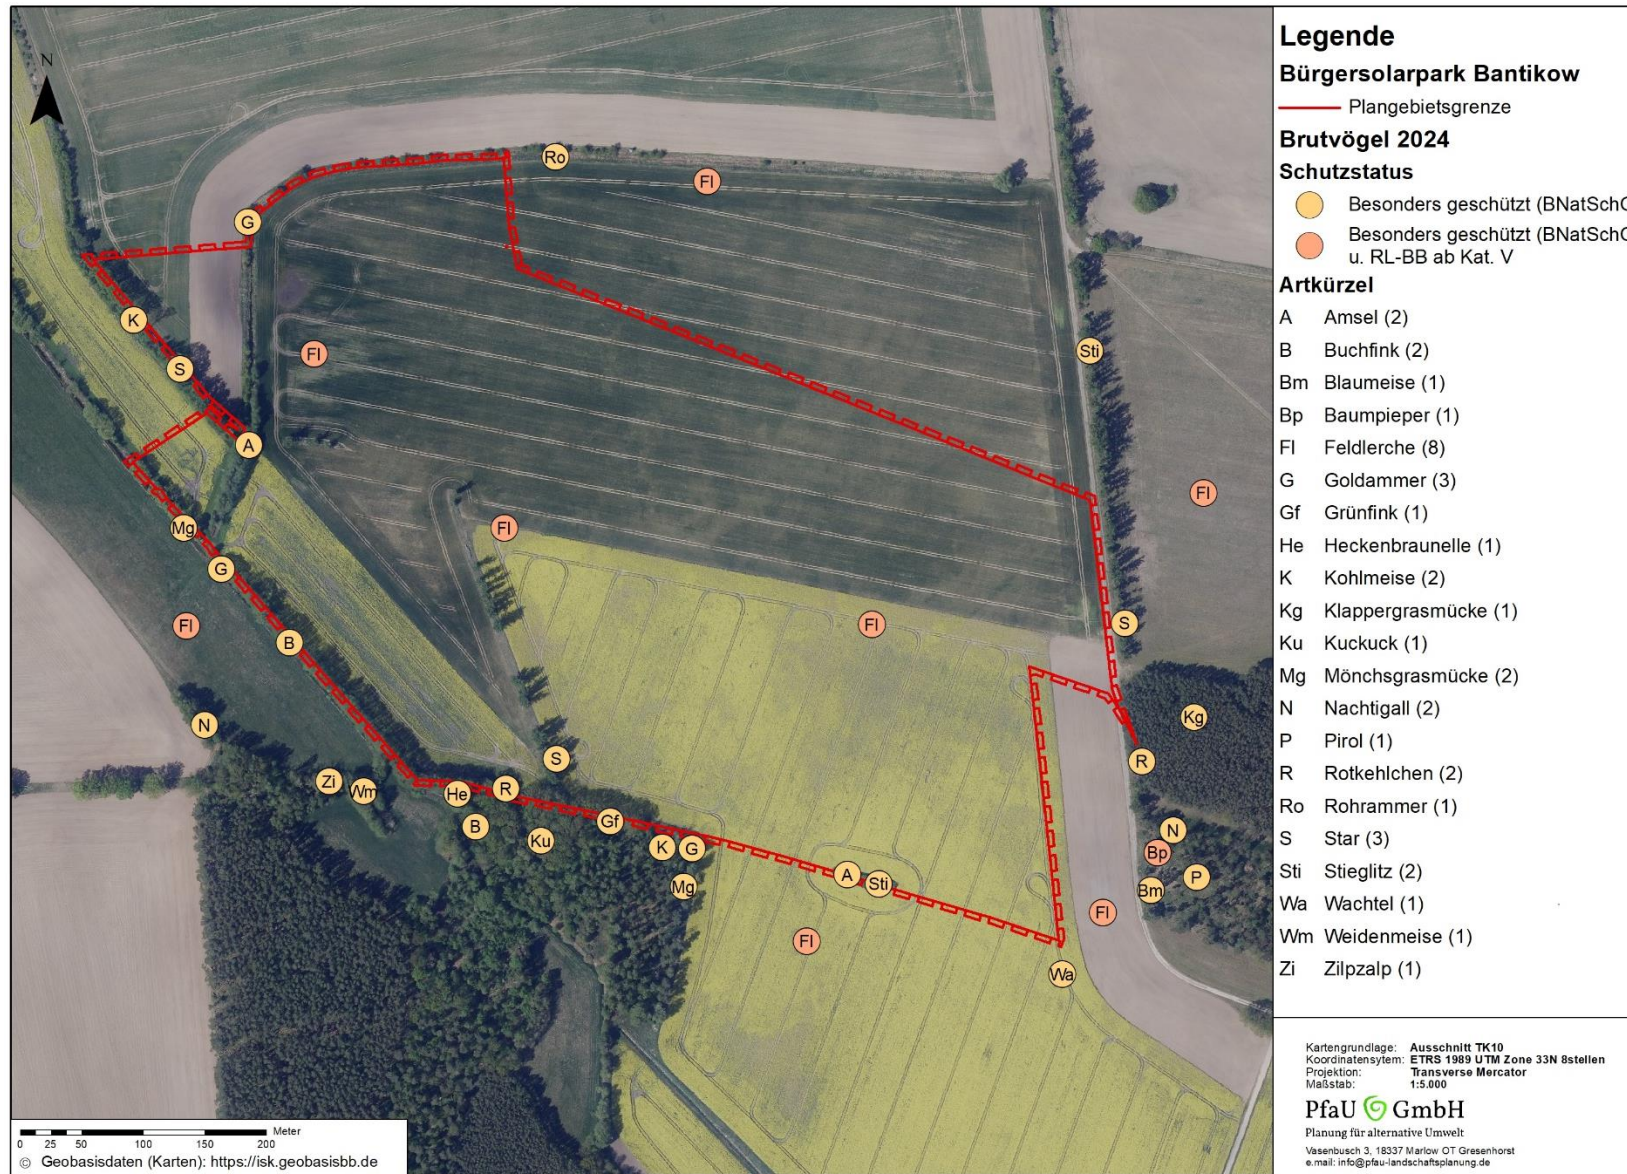 N
Ro
Fl
G
K
Fl
Sti
S
A
Fl
Mg
Fl
G
Fl
Fl
S
B
Kg
N
S
R
Zi
Wm
He
R
Gf
B
Ku
K
G
N
Bp
A
Sti
Mg
P
Bm
Fl
Fl
Wa
0 25 50 100 150 200 Meter
© Geobasisdaten (Karten): https://isk.geobasisbb.de
Legende
Bürgersolarpark Bantikow
Plangebietsgrenze
Brutvögel 2024
Schutzstatus
Besonders geschützt (BNatSchG
Besonders geschützt (BNatSchG
u. RL-BB ab Kat. V
Artkürzel
A Amsel (2)
B Buchfink (2)
Bm Blaumeise (1)
Bp Baumpieper (1)
Fl Feldlerche (8)
G Goldammer (3)
Gf Grünfink (1)
He Heckenbraunelle (1)
K Kohlmeise (2)
Kg Klappergrasmücke (1)
Ku Kuckuck (1)
Mg Mönchsgrasmücke (2)
N Nachtigall (2)
P Pirol (1)
R Rotkehlchen (2)
Ro Rohrammer (1)
S Star (3)
Sti Stieglitz (2)
Wa Wachtel (1)
Wm Weidenmeise (1)
Zi Zilpzalp (1)
Kartengrundlage: Ausschnitt TK10
Koordinatensytem: ETRS 1989 UTM Zone 33N 8stellen
Projektion: Transverse Mercator
Maßstab: 1:5.000
PfaU GmbH
Planung für alternative Umwelt
Vasenbusch 3, 18337 Marlow OT Gresenhorst
e.mail: info@pfau-landschaftsplanung.de